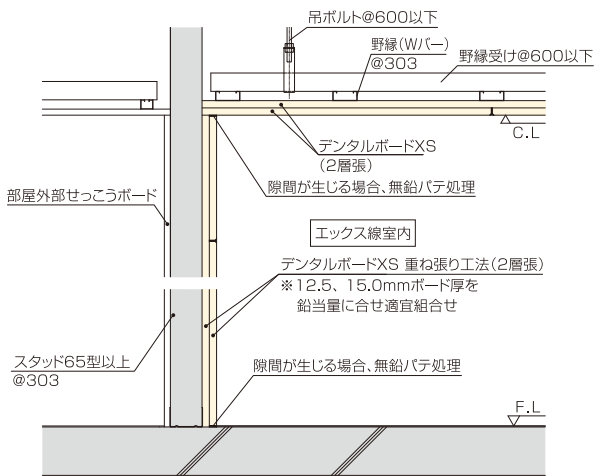 吊ボルト@600以下
野縁(Wバー)
@303
野縁受け@600以下
C.L
デンタルボードXS
(2層張)
隙間が生じる場合、無鉛パテ処理
部屋外部せっこうボード
エックス線室内
デンタルボードXS 重ね張り工法(2層張)
※12.5、15.0mmボード厚を
鉛当量に合せ適宜組合せ
スタッド65型以上
@303
隙間が生じる場合、無鉛パテ処理
F.L